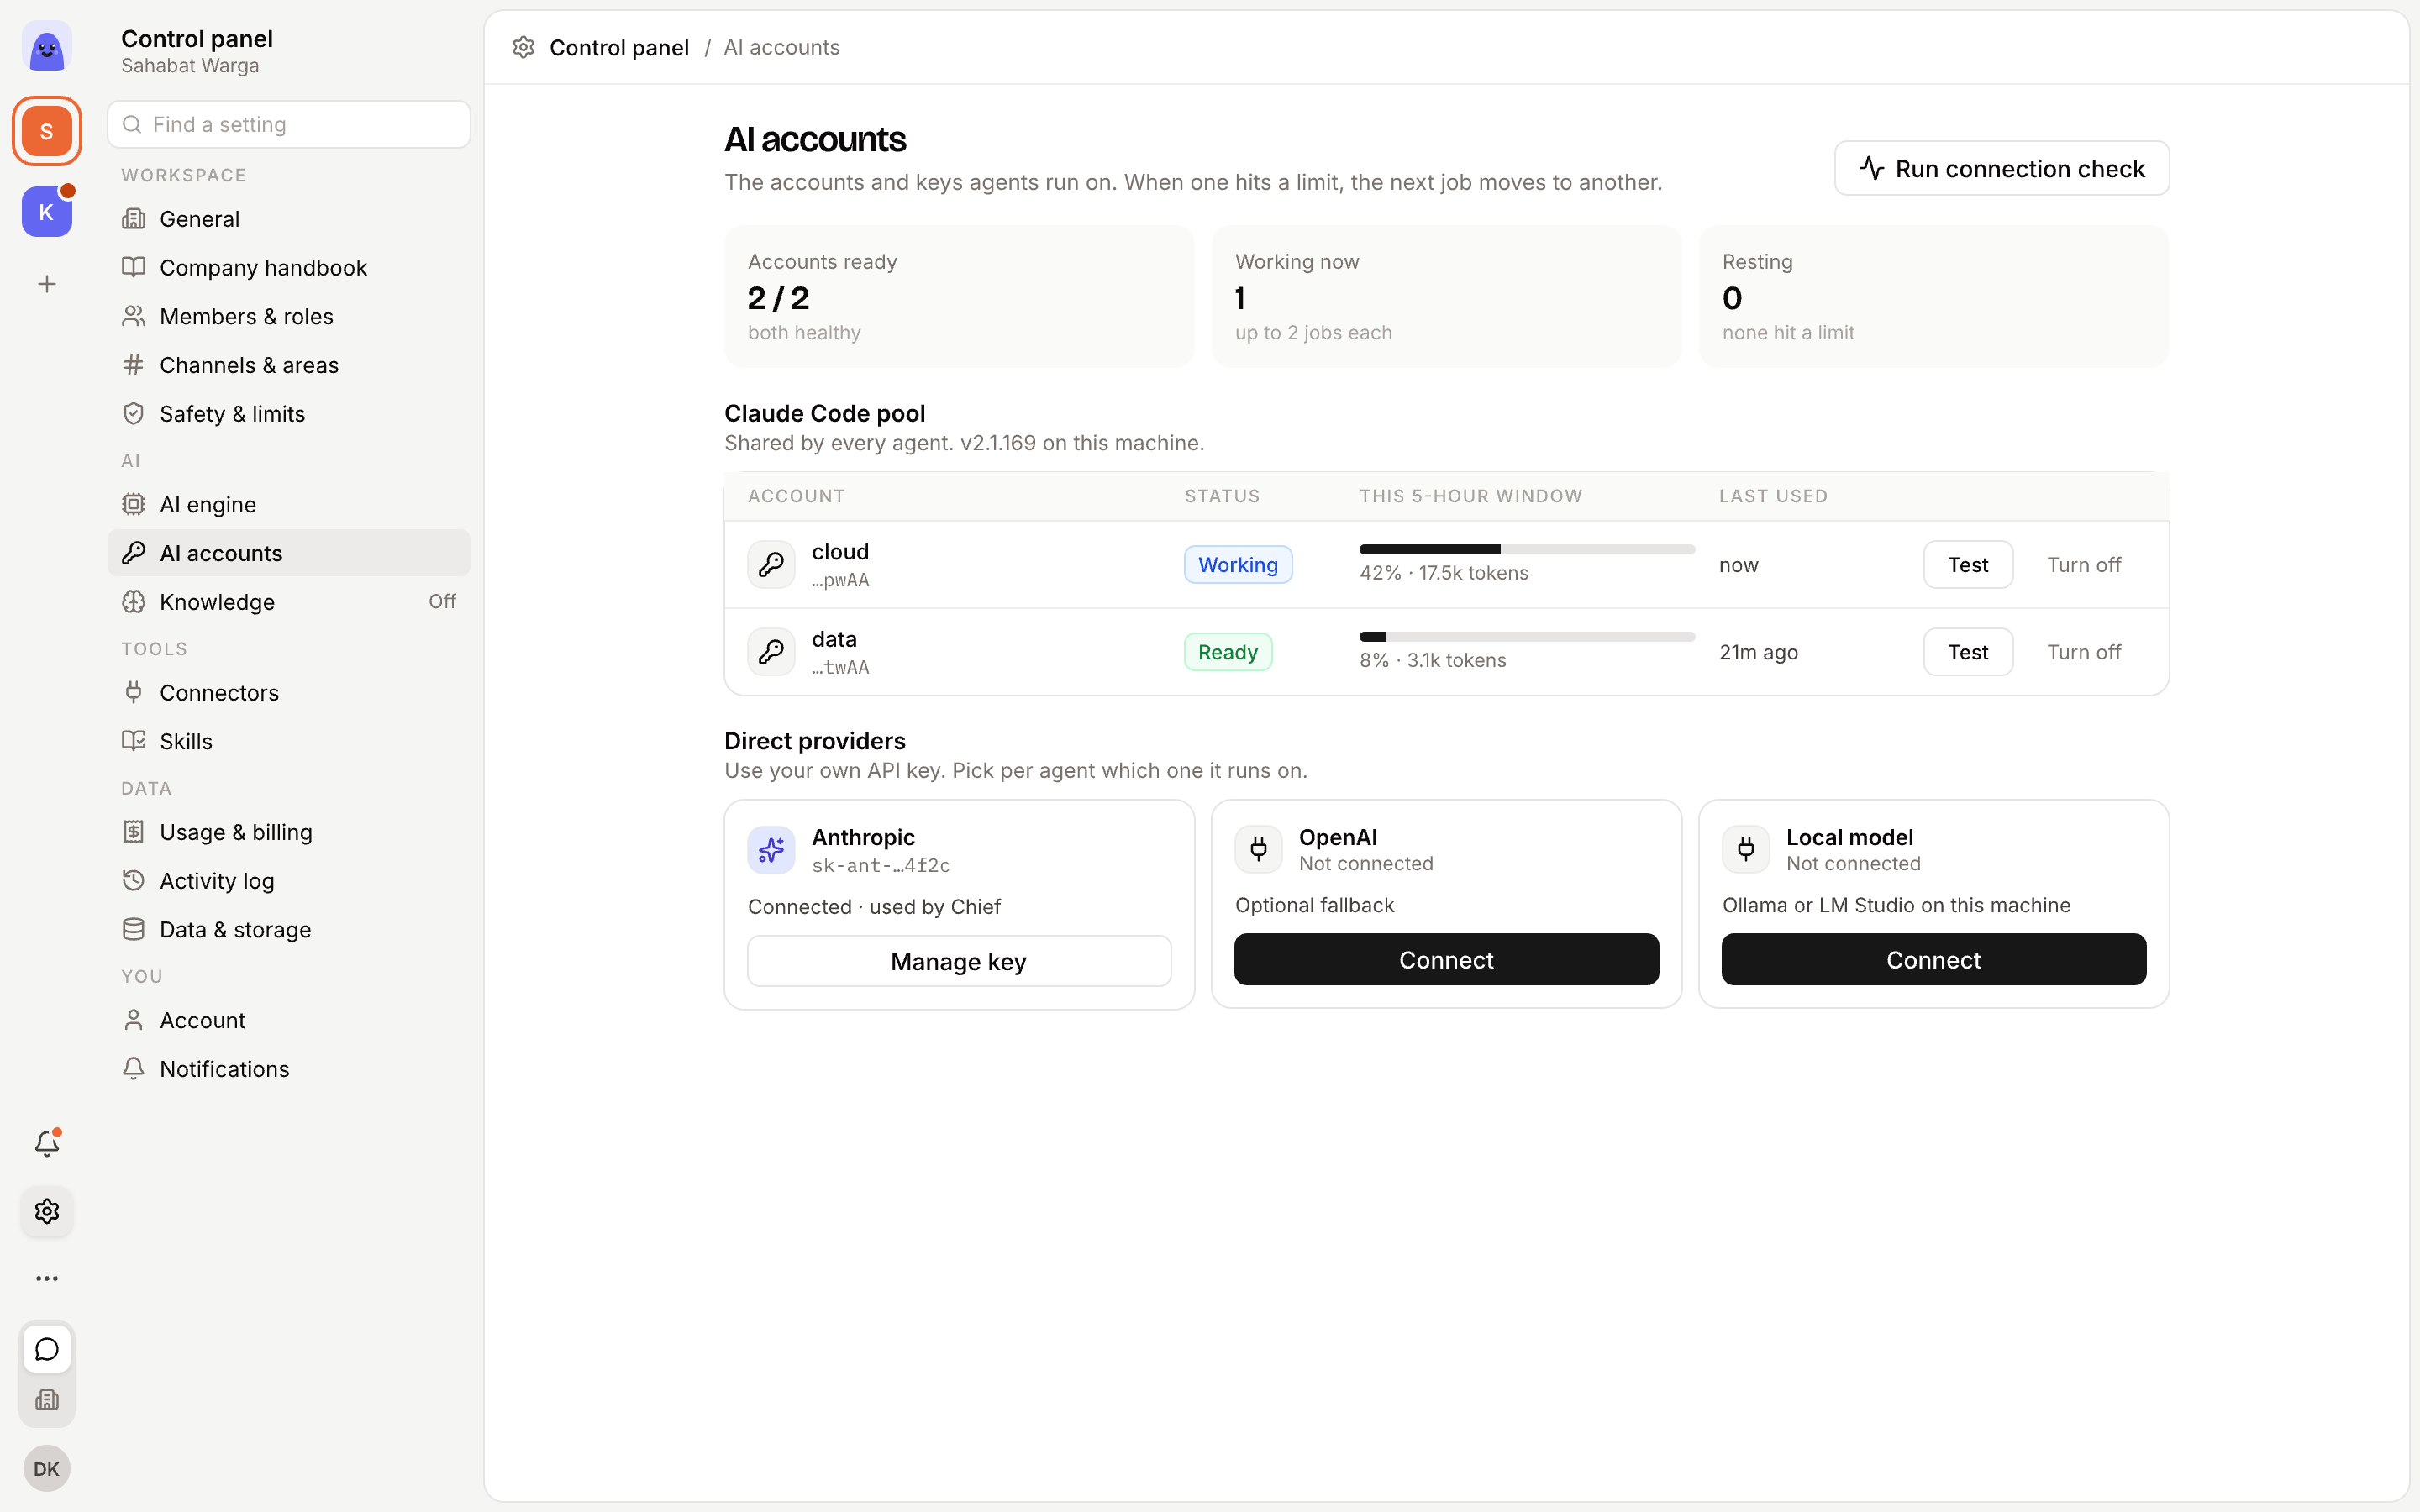 Control panel
Sahabat Warga
S
K
Find a setting
WORKSPACE
General
Company handbook
Members & roles
Channels & areas
Safety & limits
AI
AI engine
AI accounts
Knowledge Off
TOOLS
Connectors
Skills
DATA
Usage & billing
Activity log
Data & storage
YOU
Account
Notifications
DK
Control panel / AI accounts
AI accounts
The accounts and keys agents run on. When one hits a limit, the next job moves to another.
Run connection check
Accounts ready
2 / 2
both healthy
Working now
1
up to 2 jobs each
Resting
0
none hit a limit
Claude Code pool
Shared by every agent. v2.1.169 on this machine.
ACCOUNT STATUS THIS 5-HOUR WINDOW LAST USED
cloud
…pwAA
Working
42% · 17.5k tokens
now
Test
Turn off
data
…twAA
Ready
8% · 3.1k tokens
21m ago
Test
Turn off
Direct providers
Use your own API key. Pick per agent which one it runs on.
Anthropic
sk-ant-…4f2c
Connected · used by Chief
Manage key
OpenAI
Not connected
Optional fallback
Connect
Local model
Not connected
Ollama or LM Studio on this machine
Connect